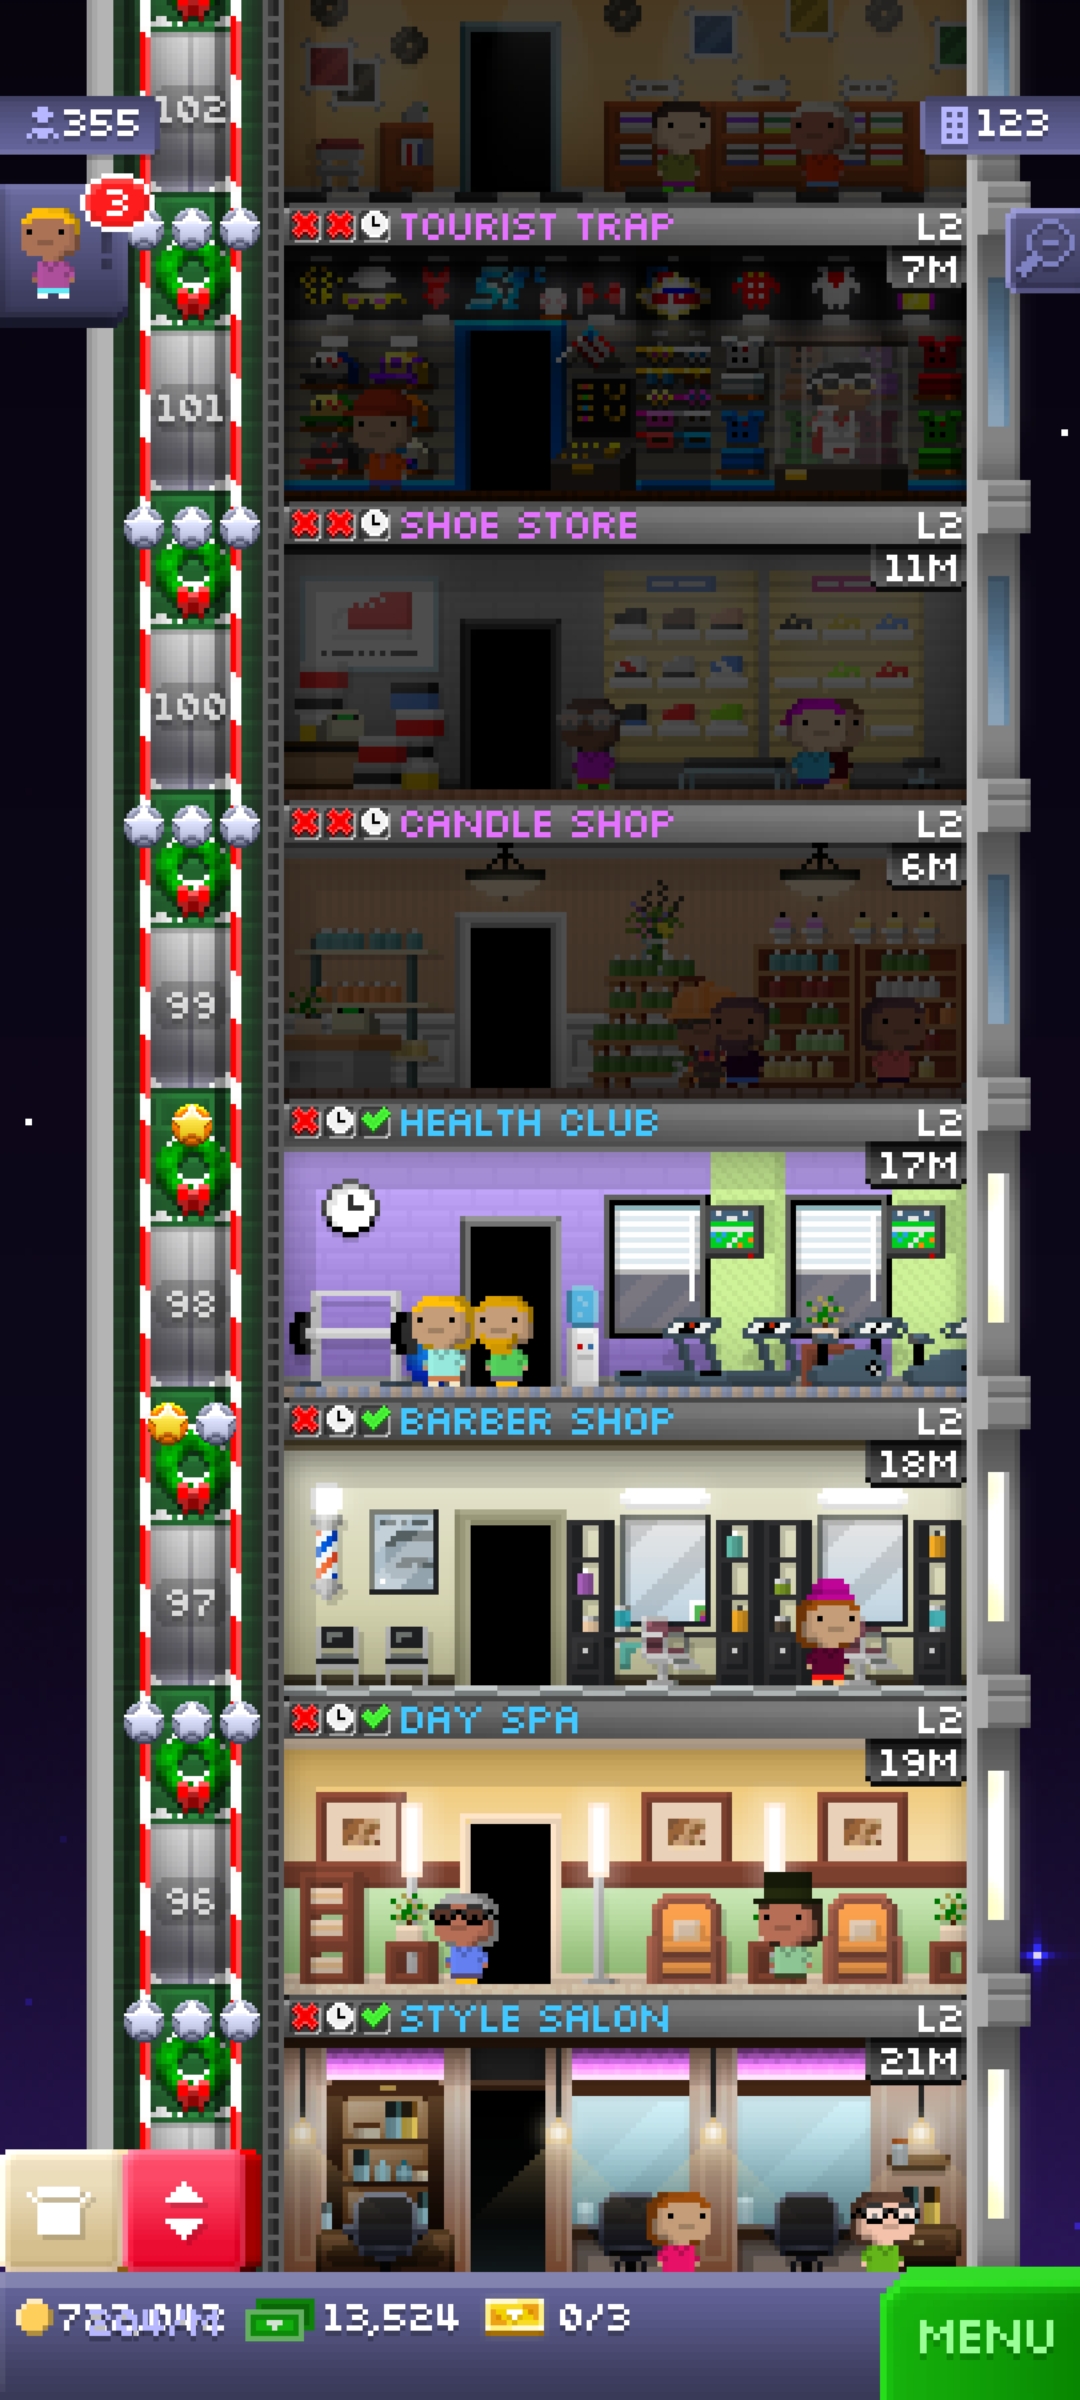 102
355
123
3
TOURIST TRAP L2
7M
51
101
SHOE STORE L2
11M
100
CANDLE SHOP L2
6M
99
HEALTH CLUB L2
17M
98
BARBER SHOP L2
18M
97
DAY SPA L2
19M
96
STYLE SALON L2
21M
13,524 0/3
MENU